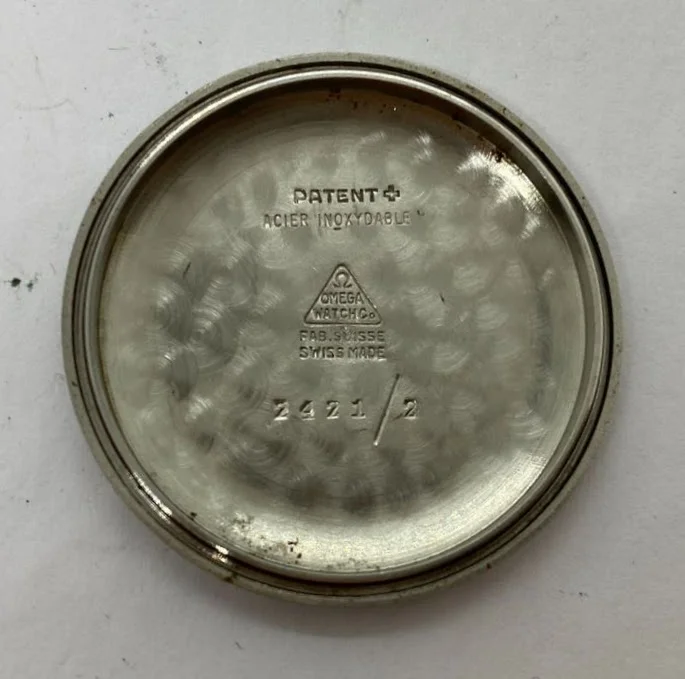 PATENT ✚
ACIER INOXYDABLE
Ω
OMEGA
WATCH Co
FAB. SUISSE
SWISS MADE
2421/2